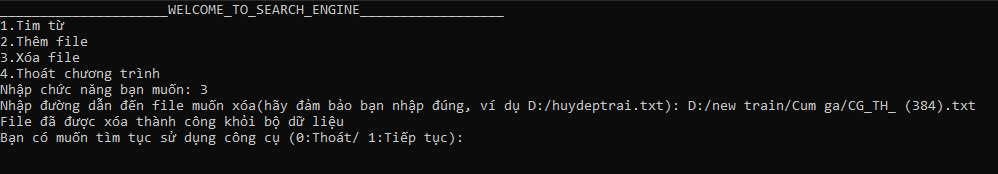 _____________________WELCOME_TO_SEARCH_ENGINE__________________
1.Tìm từ
2.Thêm file
3.Xóa file
4.Thoát chương trình
Nhập chức năng bạn muốn: 3
Nhập đường dẫn đến file muốn xóa(hãy đảm bảo bạn nhập đúng, ví dụ D:/huydeptrai.txt): D:/new train/Cum ga/CG_TH_ (384).txt
File đã được xóa thành công khỏi bộ dữ liệu
Bạn có muốn tìm tục sử dụng công cụ (0:Thoát/ 1:Tiếp tục):